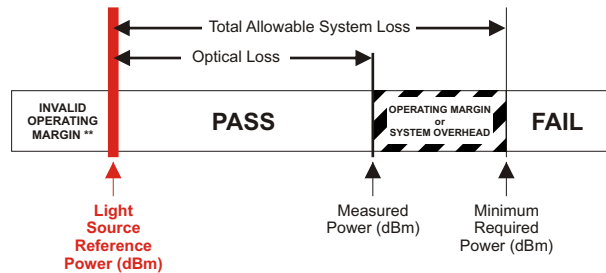 Total Allowable System Loss
Optical Loss
INVALID
OPERATING
MARGIN **
PASS
OPERATING MARGIN
or
SYSTEM OVERHEAD
FAIL
Light
Source
Reference
Power (dBm)
Measured
Power (dBm)
Minimum
Required
Power (dBm)